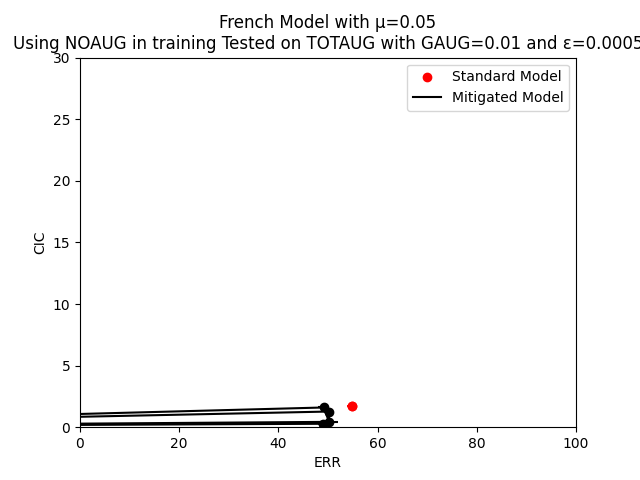 French Model with μ=0.05
Using NOAUG in training Tested on TOTAUG with GAUG=0.01 and ε=0.0005
Standard Model
Mitigated Model
30
25
20
15
10
5
0
CIC
0 20 40 60 80 100
ERR